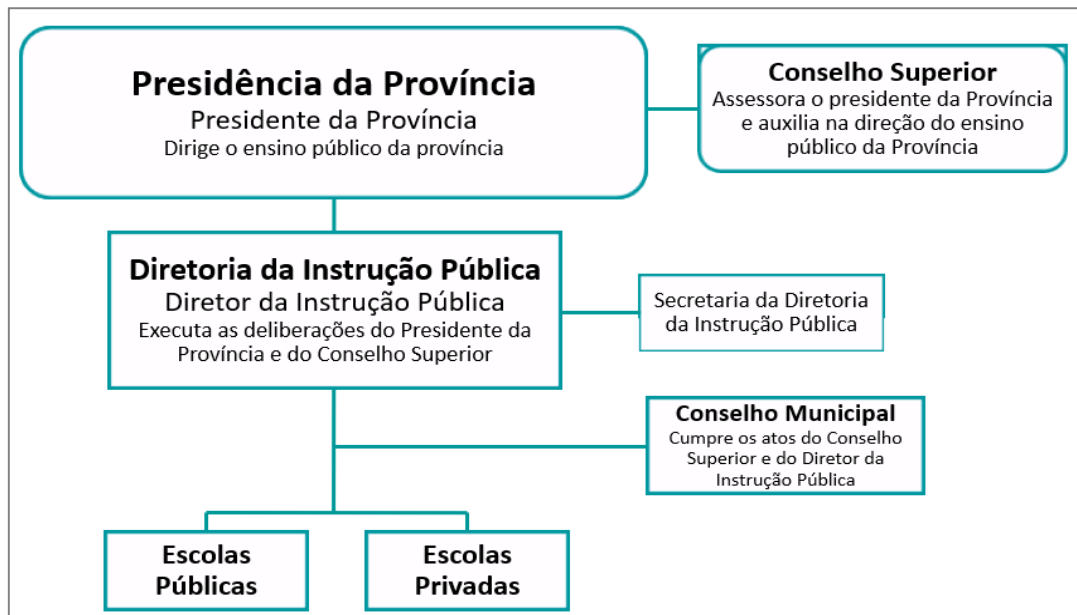 Presidência da Província
Presidente da Província
Dirige o ensino público da província
Conselho Superior
Assessora o presidente da Província
e auxilia na direção do ensino
público da Província
Diretoria da Instrução Pública
Diretor da Instrução Pública
Executa as deliberações do Presidente da
Província e do Conselho Superior
Secretaria da Diretoria
da Instrução Pública
Conselho Municipal
Cumpre os atos do Conselho
Superior e do Diretor da
Instrução Pública
Escolas
Públicas
Escolas
Privadas